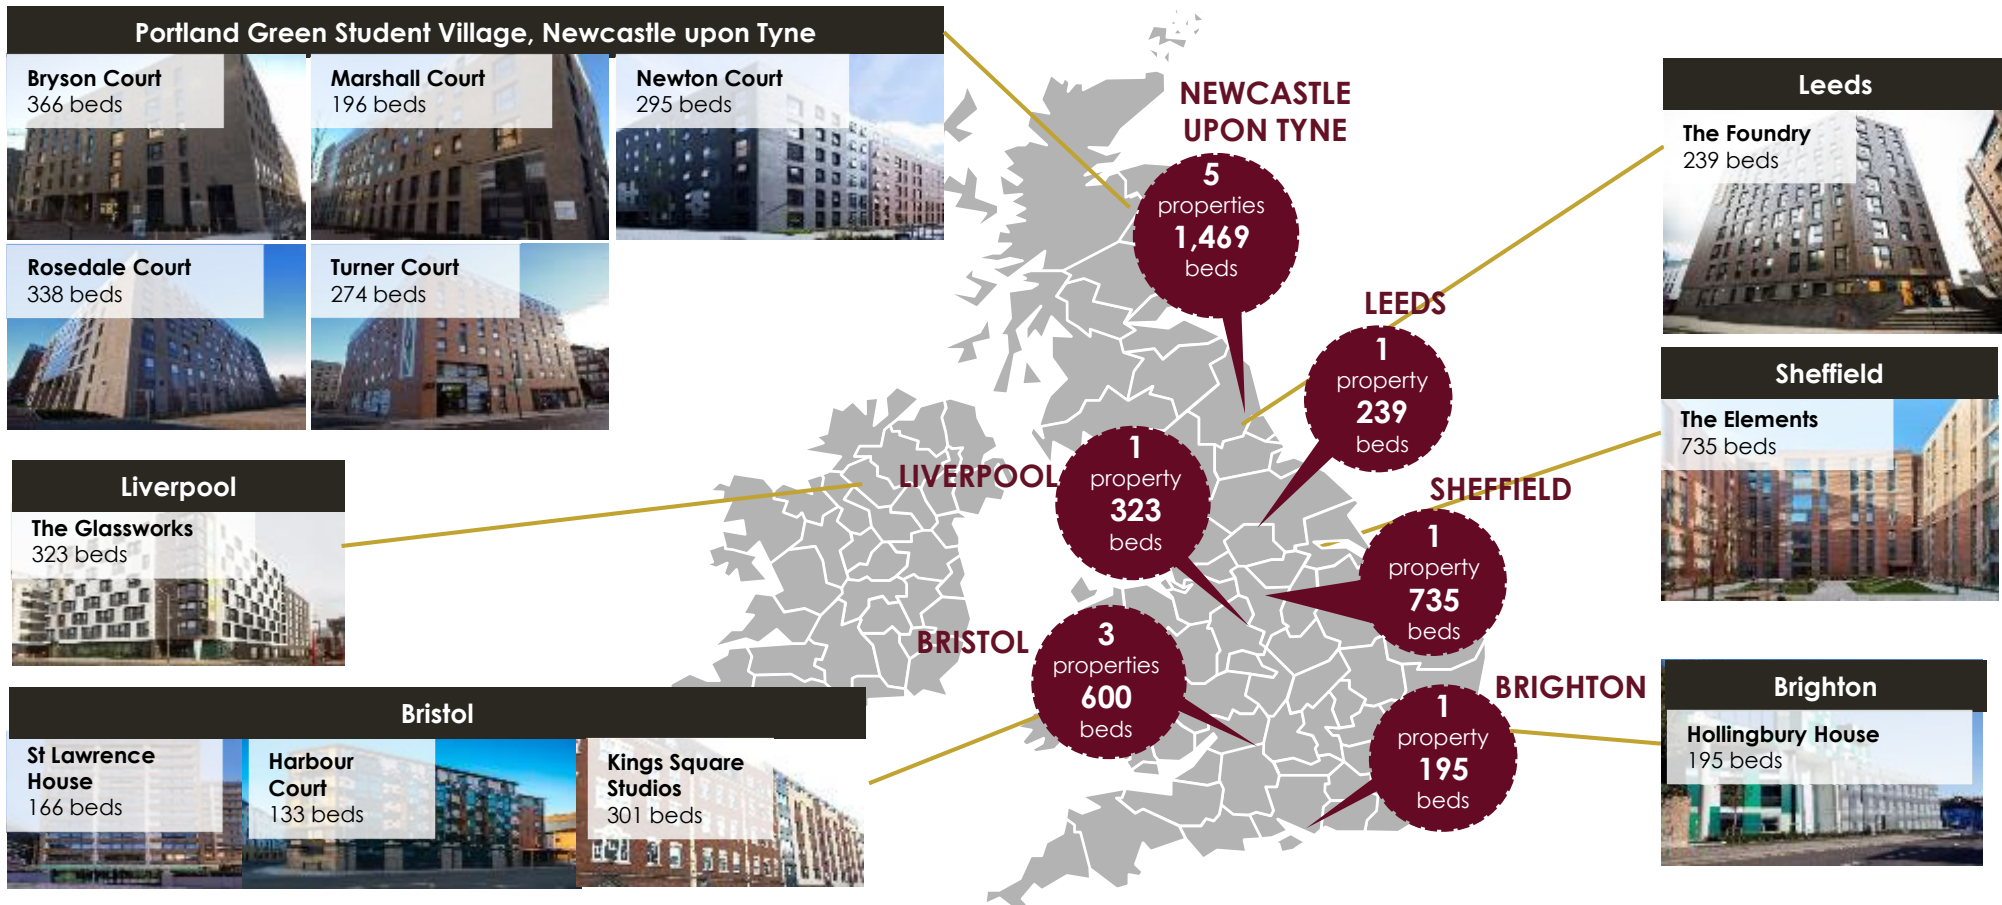 Portland Green Student Village, Newcastle upon Tyne
Bryson Court
366 beds
Marshall Court
196 beds
Newton Court
295 beds
Rosedale Court
338 beds
Turner Court
274 beds
Liverpool
The Glassworks
323 beds
Bristol
St Lawrence
House
166 beds
Harbour
Court
133 beds
Kings Square
Studios
301 beds
NEWCASTLE
UPON TYNE
5
properties
1,469
beds
LEEDS
1
property
239
beds
LIVERPOOL
1
property
323
beds
SHEFFIELD
1
property
735
beds
BRISTOL
3
properties
600
beds
BRIGHTON
1
property
195
beds
Leeds
The Foundry
239 beds
Sheffield
The Elements
735 beds
Brighton
Hollingbury House
195 beds